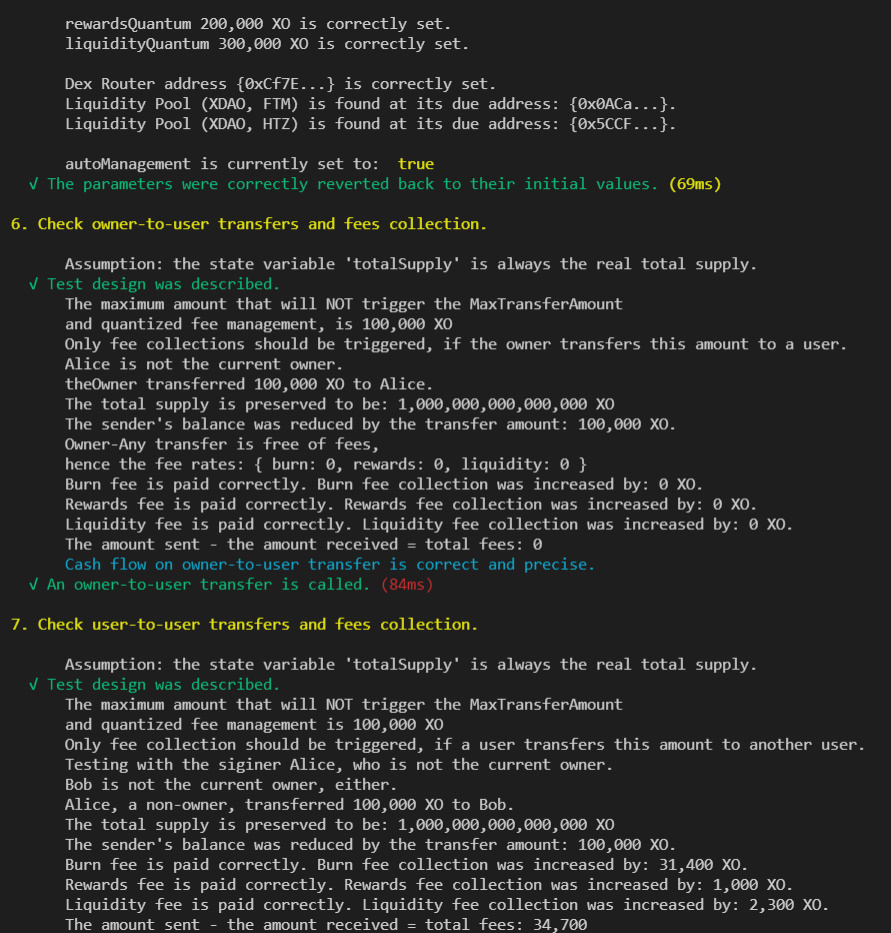 rewardsQuantum 200,000 XO is correctly set.
liquidityQuantum 300,000 XO is correctly set.
Dex Router address {0xCf7E...} is correctly set.
Liquidity Pool (XDAO, FTM) is found at its due address: {0x0ACa...}.
Liquidity Pool (XDAO, HTZ) is found at its due address: {0x5CCF...}.
autoManagement is currently set to:  true
√ The parameters were correctly reverted back to their initial values. (69ms)
6. Check owner-to-user transfers and fees collection.
Assumption: the state variable 'totalSupply' is always the real total supply.
√ Test design was described.
The maximum amount that will NOT trigger the MaxTransferAmount
and quantized fee management, is 100,000 XO
Only fee collections should be triggered, if the owner transfers this amount to a user.
Alice is not the current owner.
theOwner transferred 100,000 XO to Alice.
The total supply is preserved to be: 1,000,000,000,000,000 XO
The sender's balance was reduced by the transfer amount: 100,000 XO.
Owner-Any transfer is free of fees,
hence the fee rates: { burn: 0, rewards: 0, liquidity: 0 }
Burn fee is paid correctly. Burn fee collection was increased by: 0 XO.
Rewards fee is paid correctly. Rewards fee collection was increased by: 0 XO.
Liquidity fee is paid correctly. Liquidity fee collection was increased by: 0 XO.
The amount sent - the amount received = total fees: 0
Cash flow on owner-to-user transfer is correct and precise.
√ An owner-to-user transfer is called. (84ms)
7. Check user-to-user transfers and fees collection.
Assumption: the state variable 'totalSupply' is always the real total supply.
√ Test design was described.
The maximum amount that will NOT trigger the MaxTransferAmount
and quantized fee management is 100,000 XO
Only fee collection should be triggered, if a user transfers this amount to another user.
Testing with the siginer Alice, who is not the current owner.
Bob is not the current owner, either.
Alice, a non-owner, transferred 100,000 XO to Bob.
The total supply is preserved to be: 1,000,000,000,000,000 XO
The sender's balance was reduced by the transfer amount: 100,000 XO.
Burn fee is paid correctly. Burn fee collection was increased by: 31,400 XO.
Rewards fee is paid correctly. Rewards fee collection was increased by: 1,000 XO.
Liquidity fee is paid correctly. Liquidity fee collection was increased by: 2,300 XO.
The amount sent - the amount received = total fees: 34,700